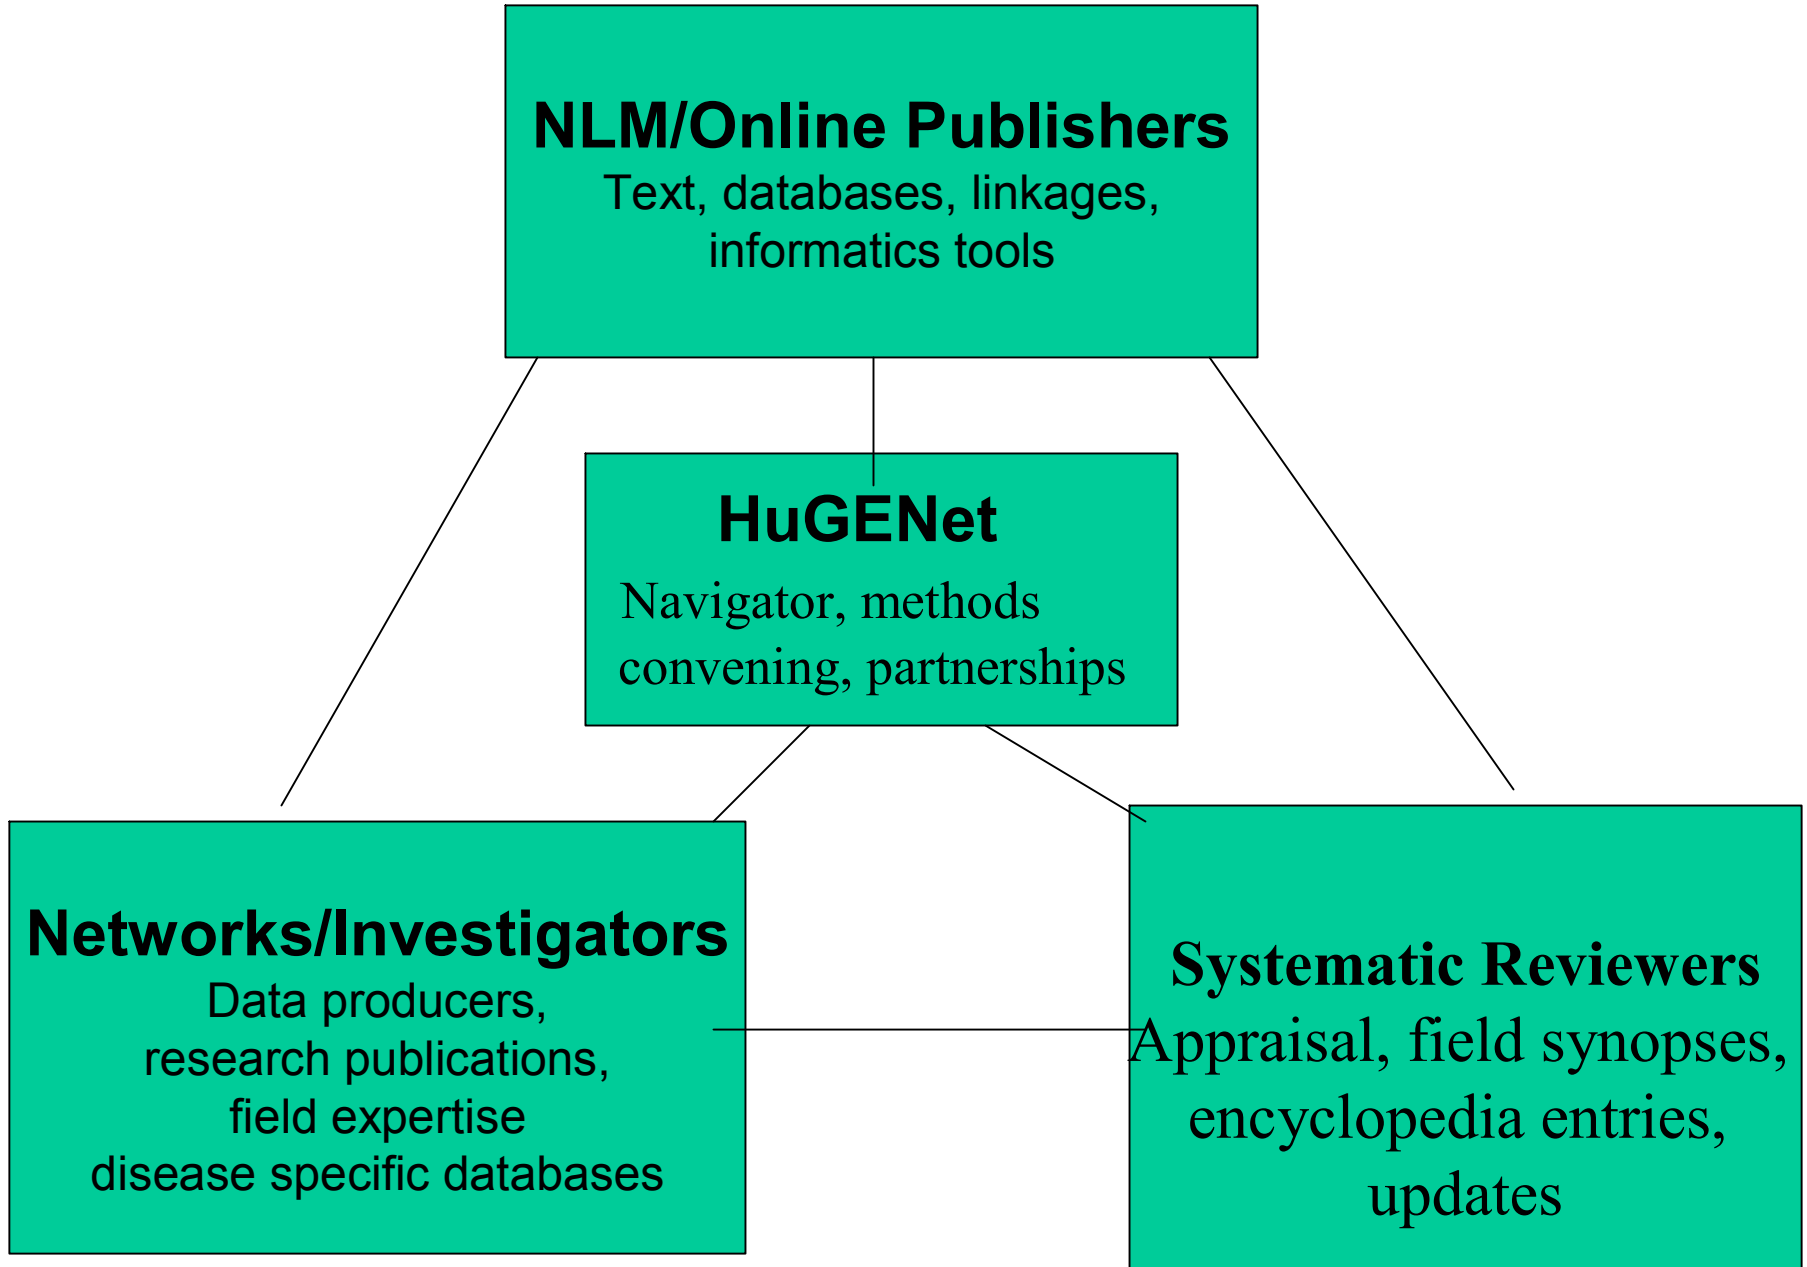 NLM/Online Publishers
Text, databases, linkages,
informatics tools
HuGENet
Navigator, methods
convening, partnerships
Networks/Investigators
Data producers,
research publications,
field expertise
disease specific databases
Systematic Reviewers
Appraisal, field synopses,
encyclopedia entries,
updates